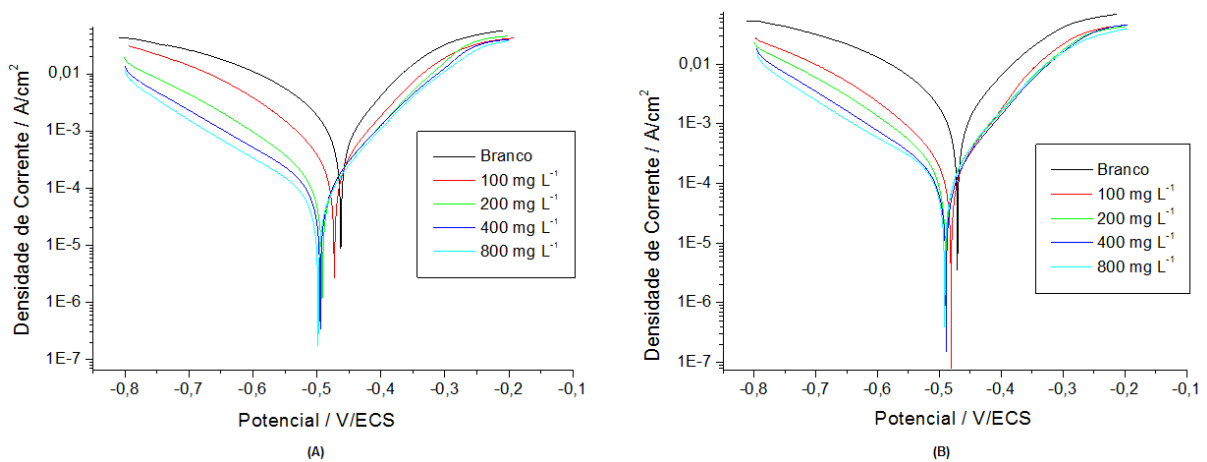 Densidade de Corrente / A/cm²
0,01
1E-3
1E-4
1E-5
1E-6
1E-7
Branco
100 mg L⁻¹
200 mg L⁻¹
400 mg L⁻¹
800 mg L⁻¹
-0,8 -0,7 -0,6 -0,5 -0,4 -0,3 -0,2 -0,1
Potencial / V/ECS
(A)
Densidade de Corrente / A/cm²
0,01
1E-3
1E-4
1E-5
1E-6
1E-7
Branco
100 mg L⁻¹
200 mg L⁻¹
400 mg L⁻¹
800 mg L⁻¹
-0,8 -0,7 -0,6 -0,5 -0,4 -0,3 -0,2 -0,1
Potencial / V/ECS
(B)